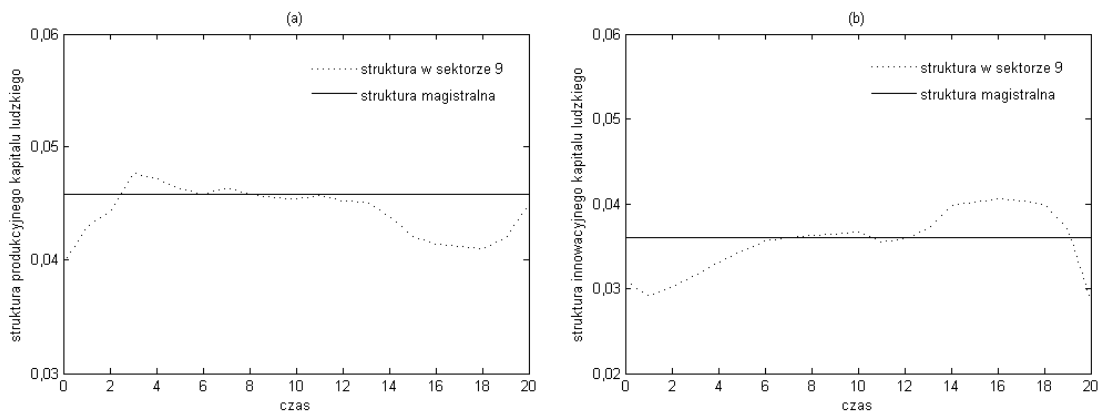 (a)
struktura produkcyjnego kapitalu ludzkiego
0,06
0,05
0,04
0,03
struktura w sektorze 9
struktura magistralna
0 2 4 6 8 10 12 14 16 18 20
czas
(b)
struktura innowacyjnego kapitalu ludzkiego
0,06
0,05
0,04
0,03
0,02
struktura w sektorze 9
struktura magistralna
0 2 4 6 8 10 12 14 16 18 20
czas